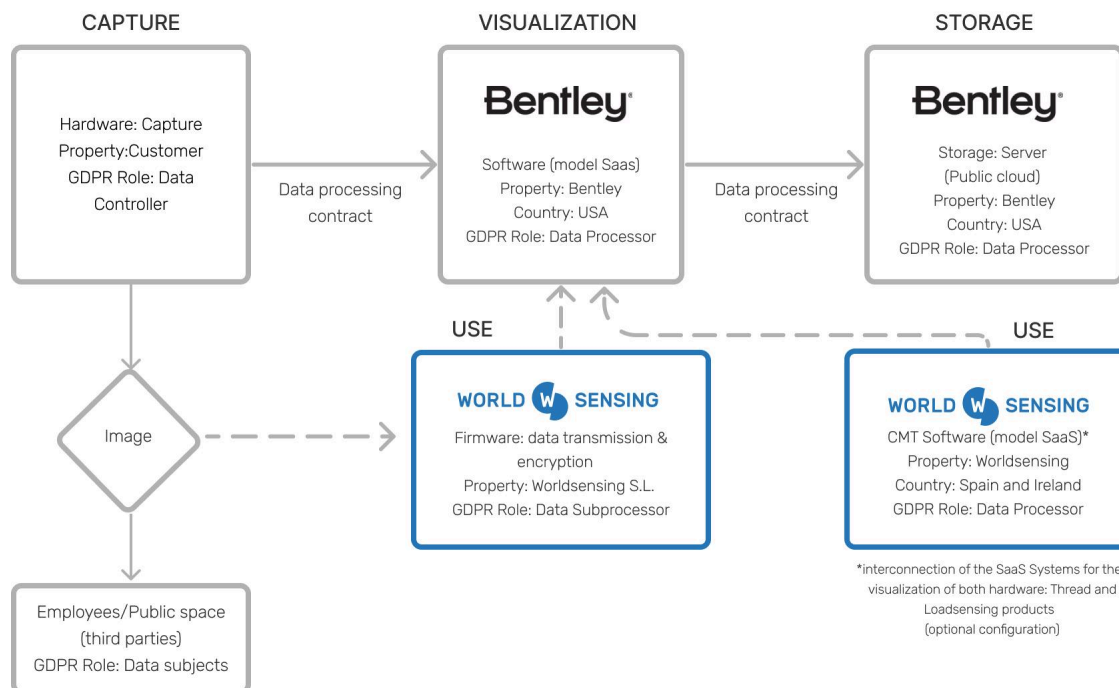 CAPTURE
Hardware: Capture
Property:Customer
GDPR Role: Data
Controller
Data processing
contract
VISUALIZATION
Bentley®
Software (model Saas)
Property: Bentley
Country: USA
GDPR Role: Data Processor
Data processing
contract
STORAGE
Bentley®
Storage: Server
(Public cloud)
Property: Bentley
Country: USA
GDPR Role: Data Processor
Image
USE
WORLD W SENSING
Firmware: data transmission &
encryption
Property: Worldsensing S.L.
GDPR Role: Data Subprocessor
USE
WORLD W SENSING
CMT Software (model SaaS)*
Property: Worldsensing
Country: Spain and Ireland
GDPR Role: Data Processor
*interconnection of the SaaS Systems for the
visualization of both hardware: Thread and
Loadsensing products
(optional configuration)
Employees/Public space
(third parties)
GDPR Role: Data subjects